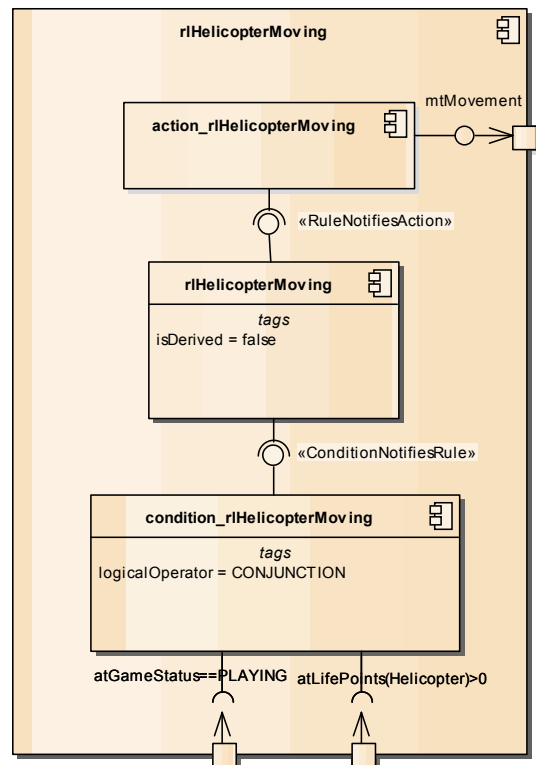 rlHelicopterMoving
mtMovement
action_rlHelicopterMoving
«RuleNotifiesAction»
rlHelicopterMoving
tags
isDerived = false
«ConditionNotifiesRule»
condition_rlHelicopterMoving
tags
logicalOperator = CONJUNCTION
atGameStatus==PLAYING
atLifePoints(Helicopter)>0